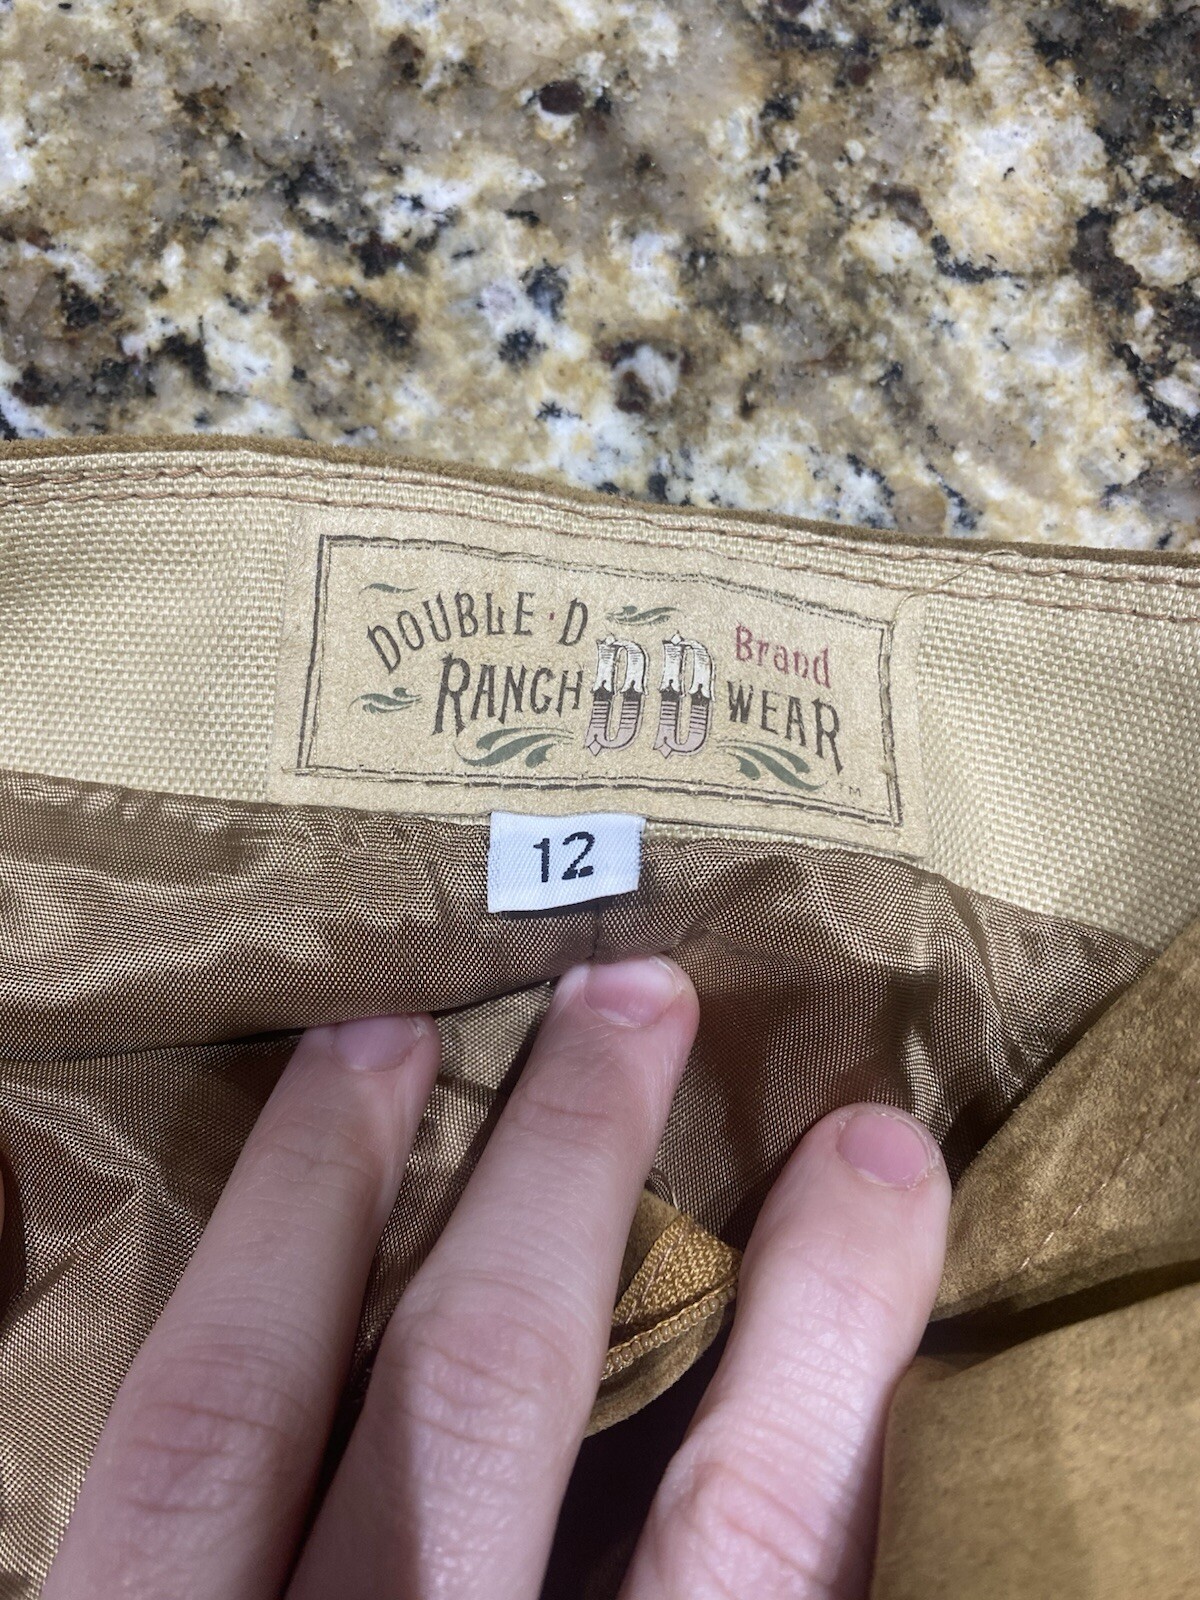 DOUBLE·D Brand
RANCH DD WEAR
TM
12